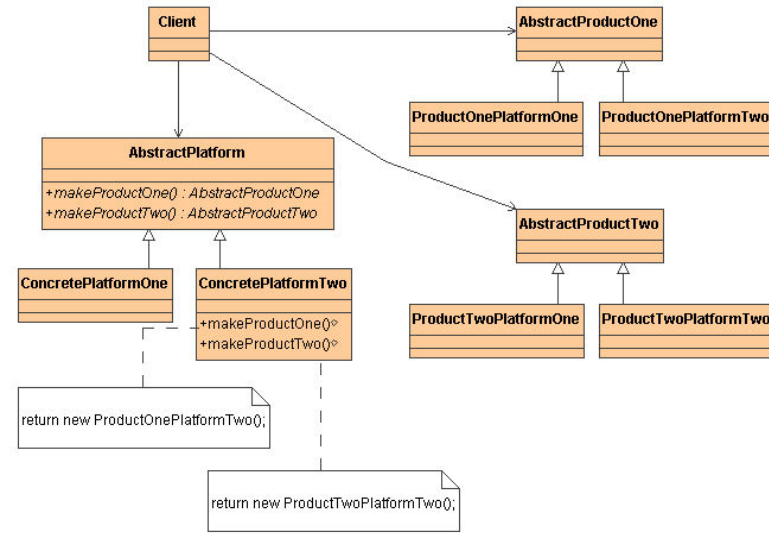 Client
AbstractProductOne
ProductOnePlatformOne
ProductOnePlatformTwo
AbstractPlatform
+makeProductOne() : AbstractProductOne
+makeProductTwo() : AbstractProductTwo
AbstractProductTwo
ConcretePlatformOne
ConcretePlatformTwo
+makeProductOne()
+makeProductTwo()
ProductTwoPlatformOne
ProductTwoPlatformTwo
return new ProductOnePlatformTwo();
return new ProductTwoPlatformTwo();